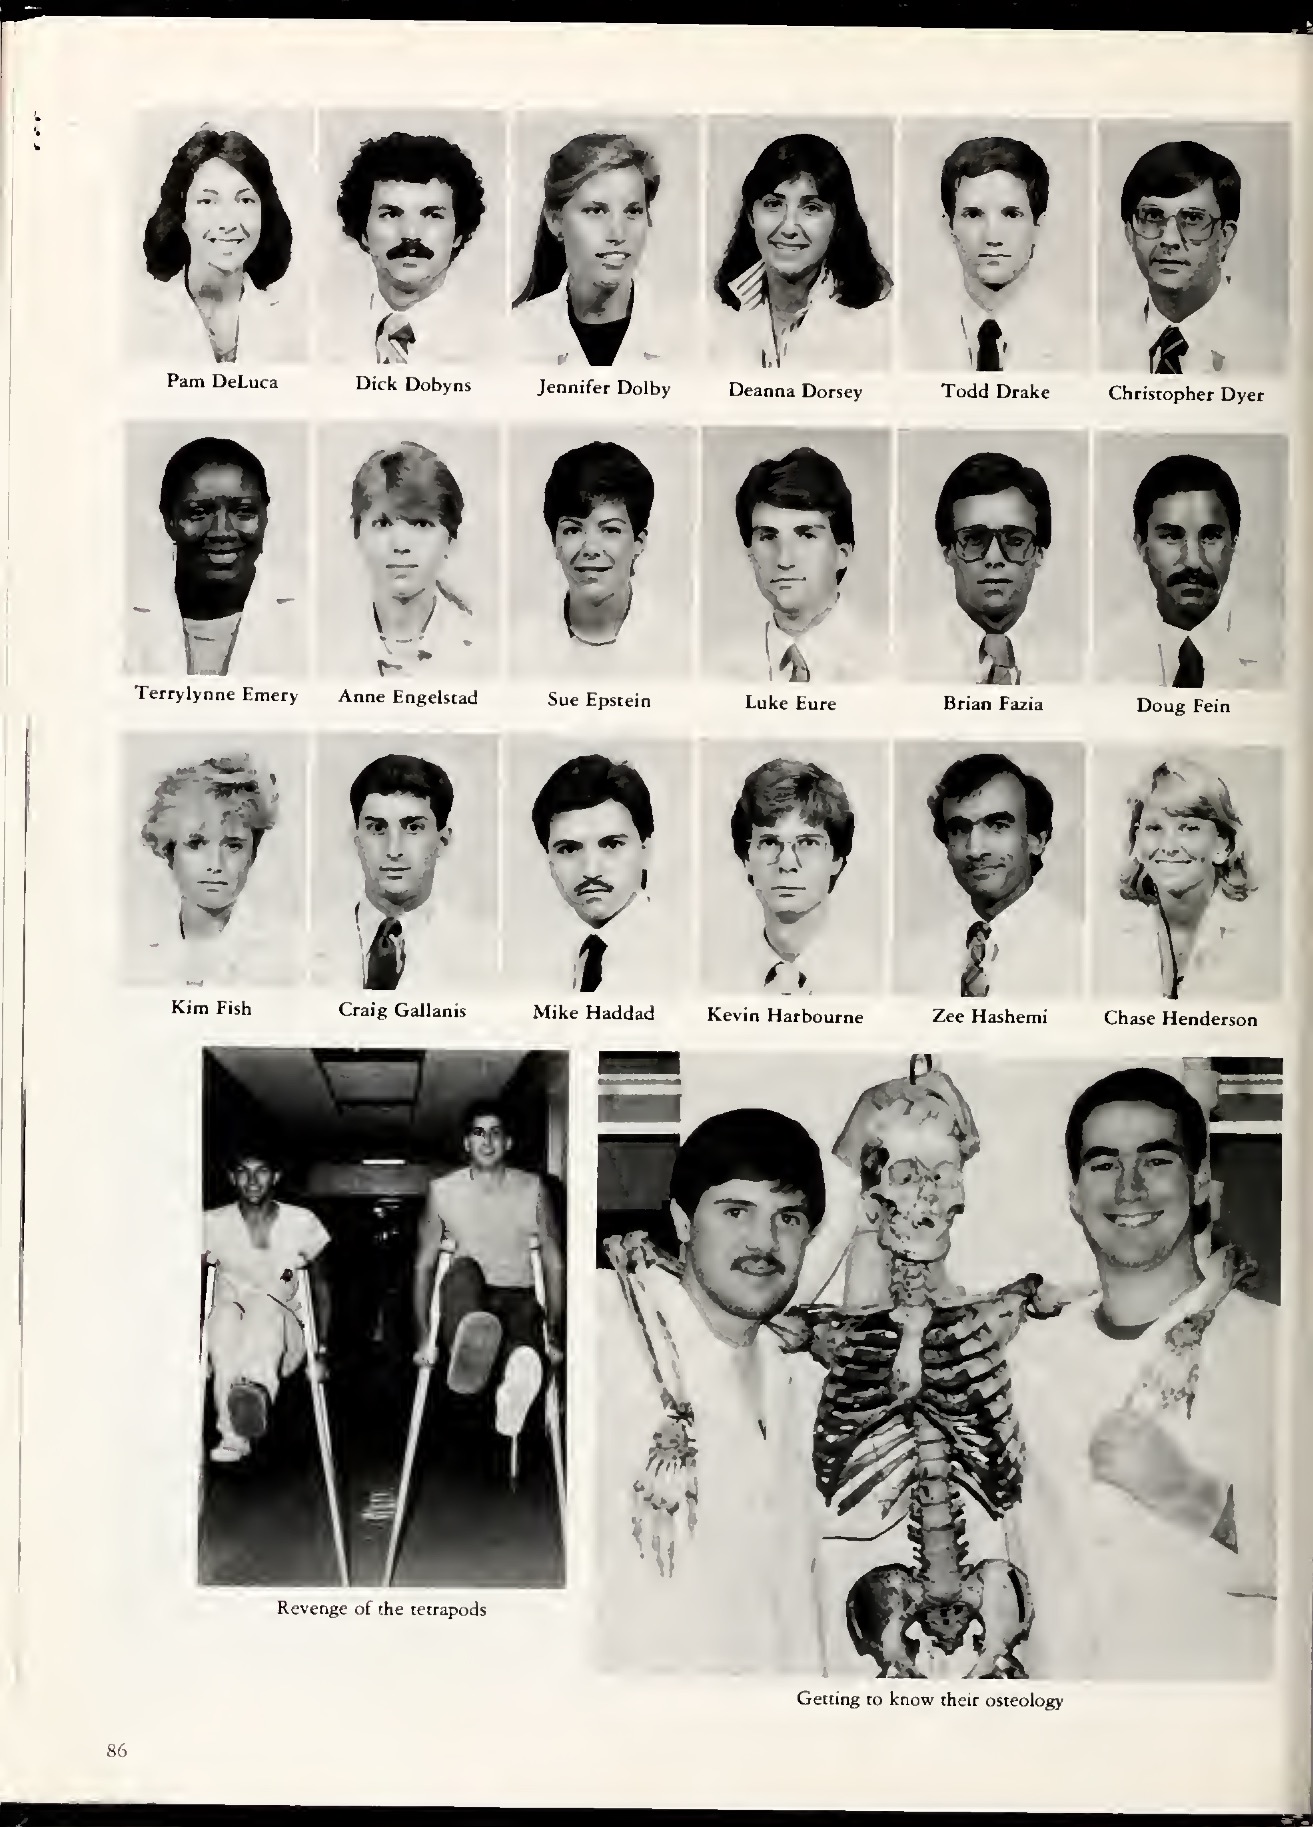 Pam DeLuca
Dick Dobyns
Jennifer Dolby
Deanna Dorsey
Todd Drake
Christopher Dyer
Terrylynne Emery
Anne Engelstad
Sue Epstein
Luke Eure
Brian Fazia
Doug Fein
Kim Fish
Craig Gallanis
Mike Haddad
Kevin Harbourne
Zee Hashemi
Chase Henderson
Revenge of the tetrapods
Getting to know their osteology
86